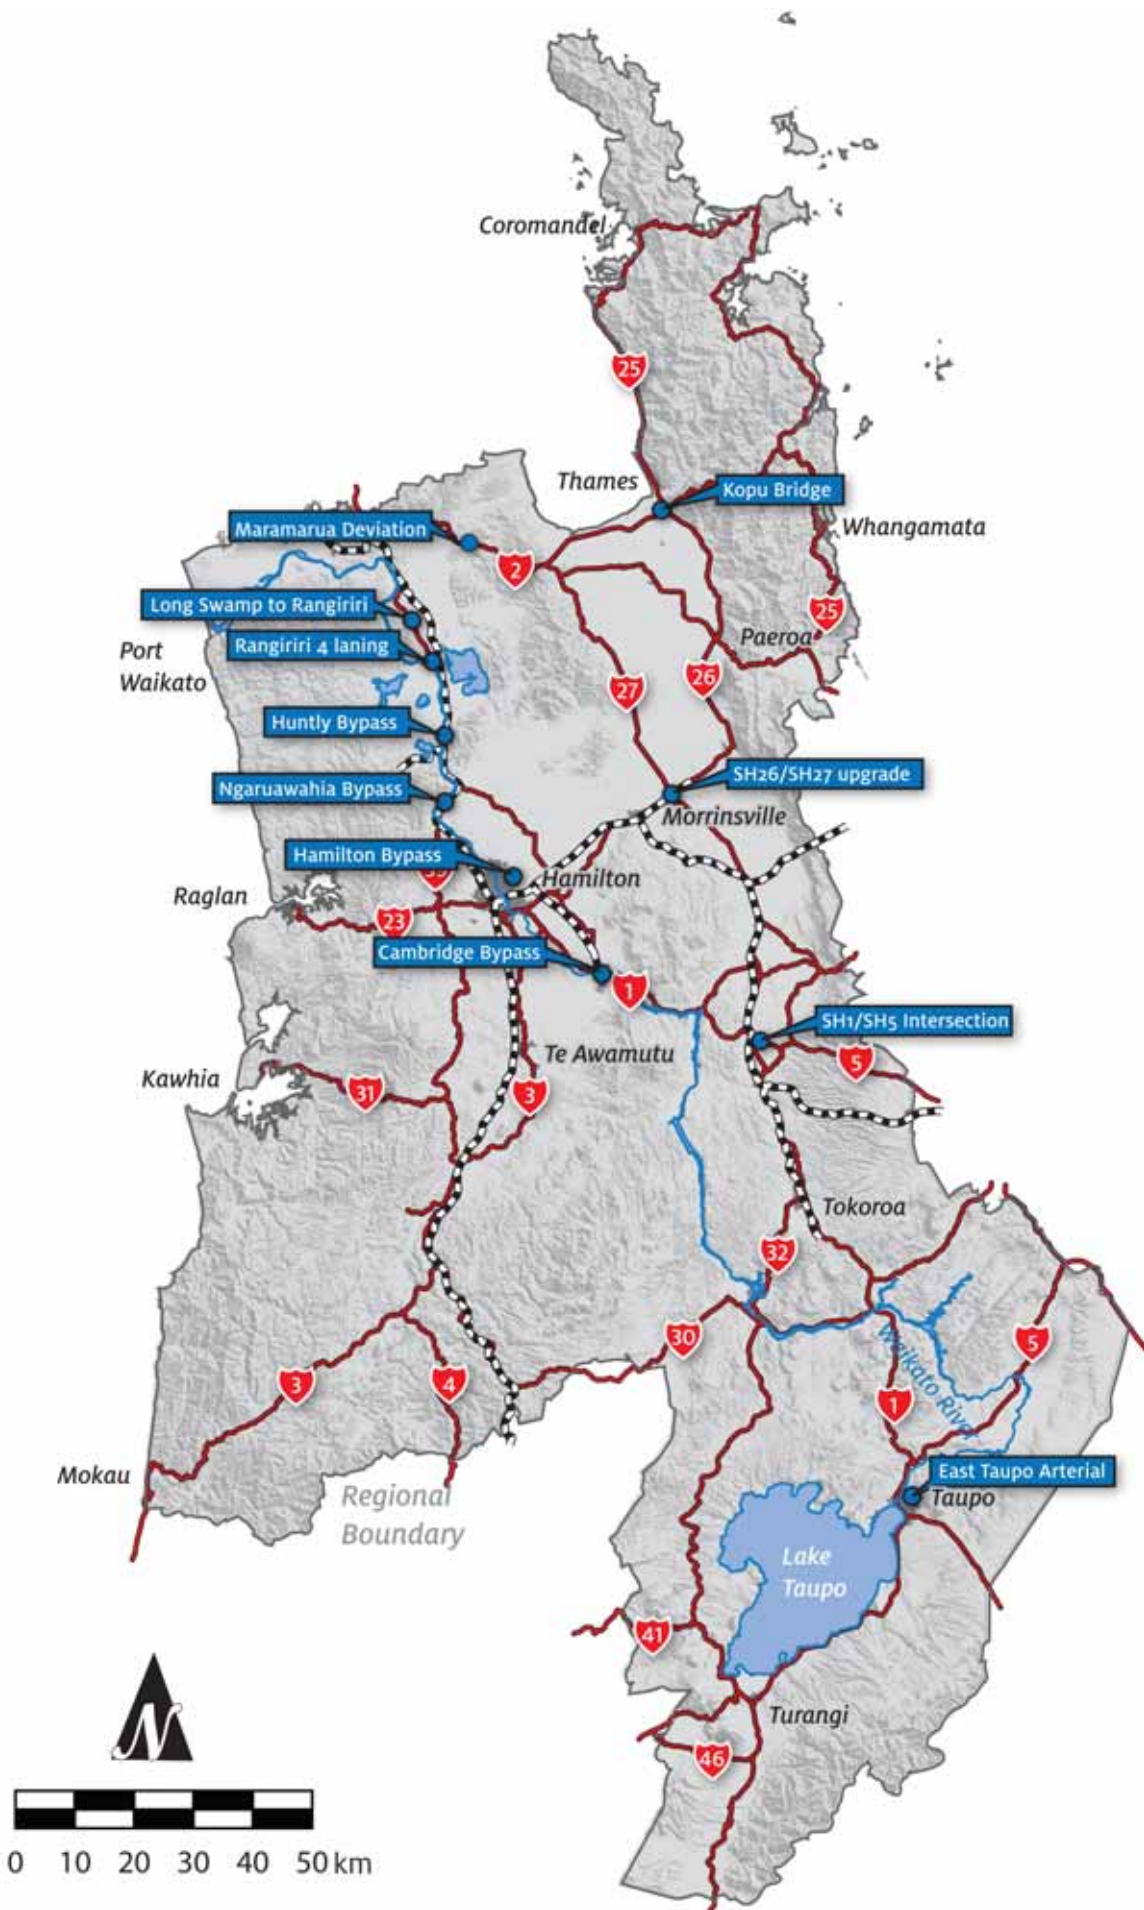 Coromandel
25
Thames
Kopu Bridge
Maramarua Deviation
Whangamata
2
Long Swamp to Rangiriri
25
Port
Waikato
Rangiriri 4 laning
Paeroa
26
27
Huntly Bypass
SH26/SH27 upgrade
Ngaruawahia Bypass
Morrinsville
Hamilton Bypass
Hamilton
Raglan
23
Cambridge Bypass
1
SH1/SH5 Intersection
Te Awamutu
5
Kawhia
31
3
Tokoroa
32
30
Waikato River
5
3
4
1
Mokau
East Taupo Arterial
Taupo
Regional
Boundary
Lake
Taupo
41
Turangi
46
N
0 10 20 30 40 50 km